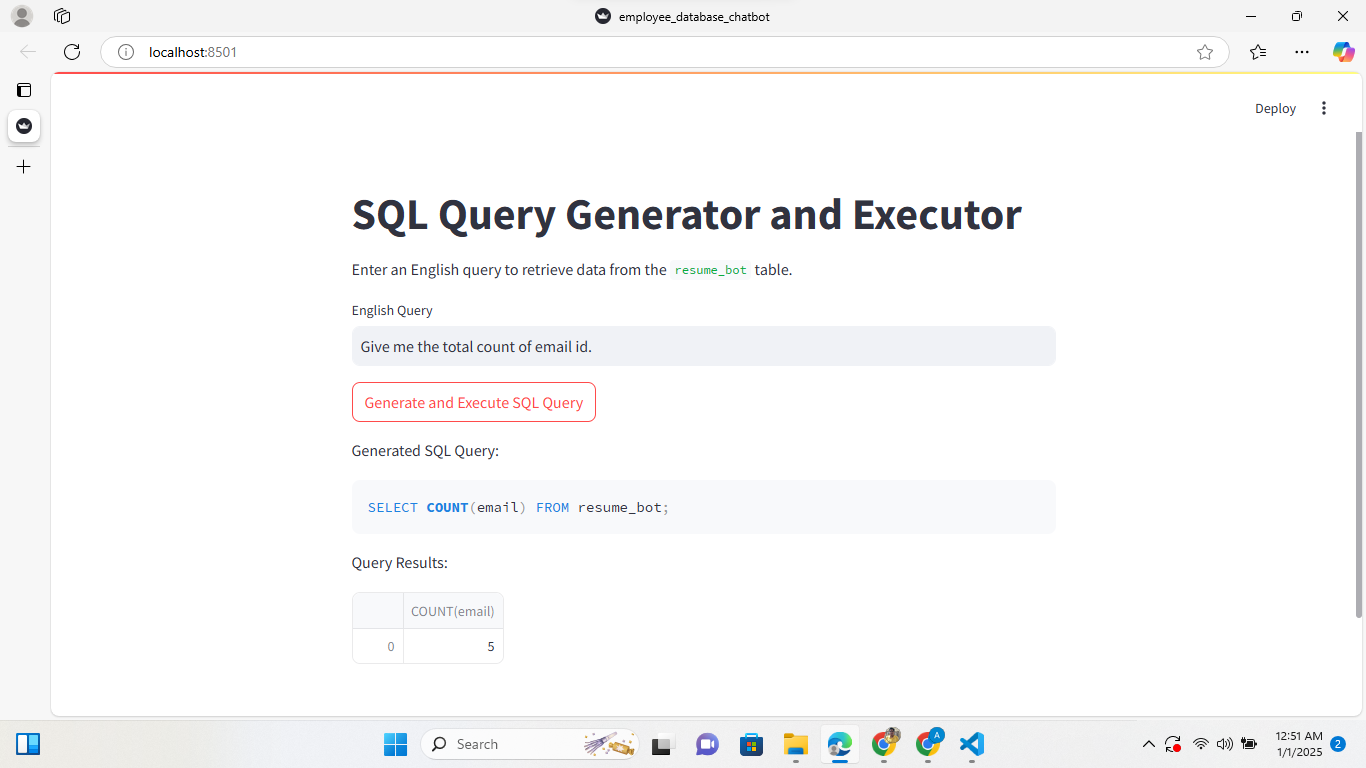 employee_database_chatbot
localhost:8501
Deploy
SQL Query Generator and Executor
Enter an English query to retrieve data from the resume_bot table.
English Query
Give me the total count of email id.
Generate and Execute SQL Query
Generated SQL Query:
SELECT COUNT(email) FROM resume_bot;
Query Results:
COUNT(email)
0 5
Search
A
12:51 AM
1/1/2025
2